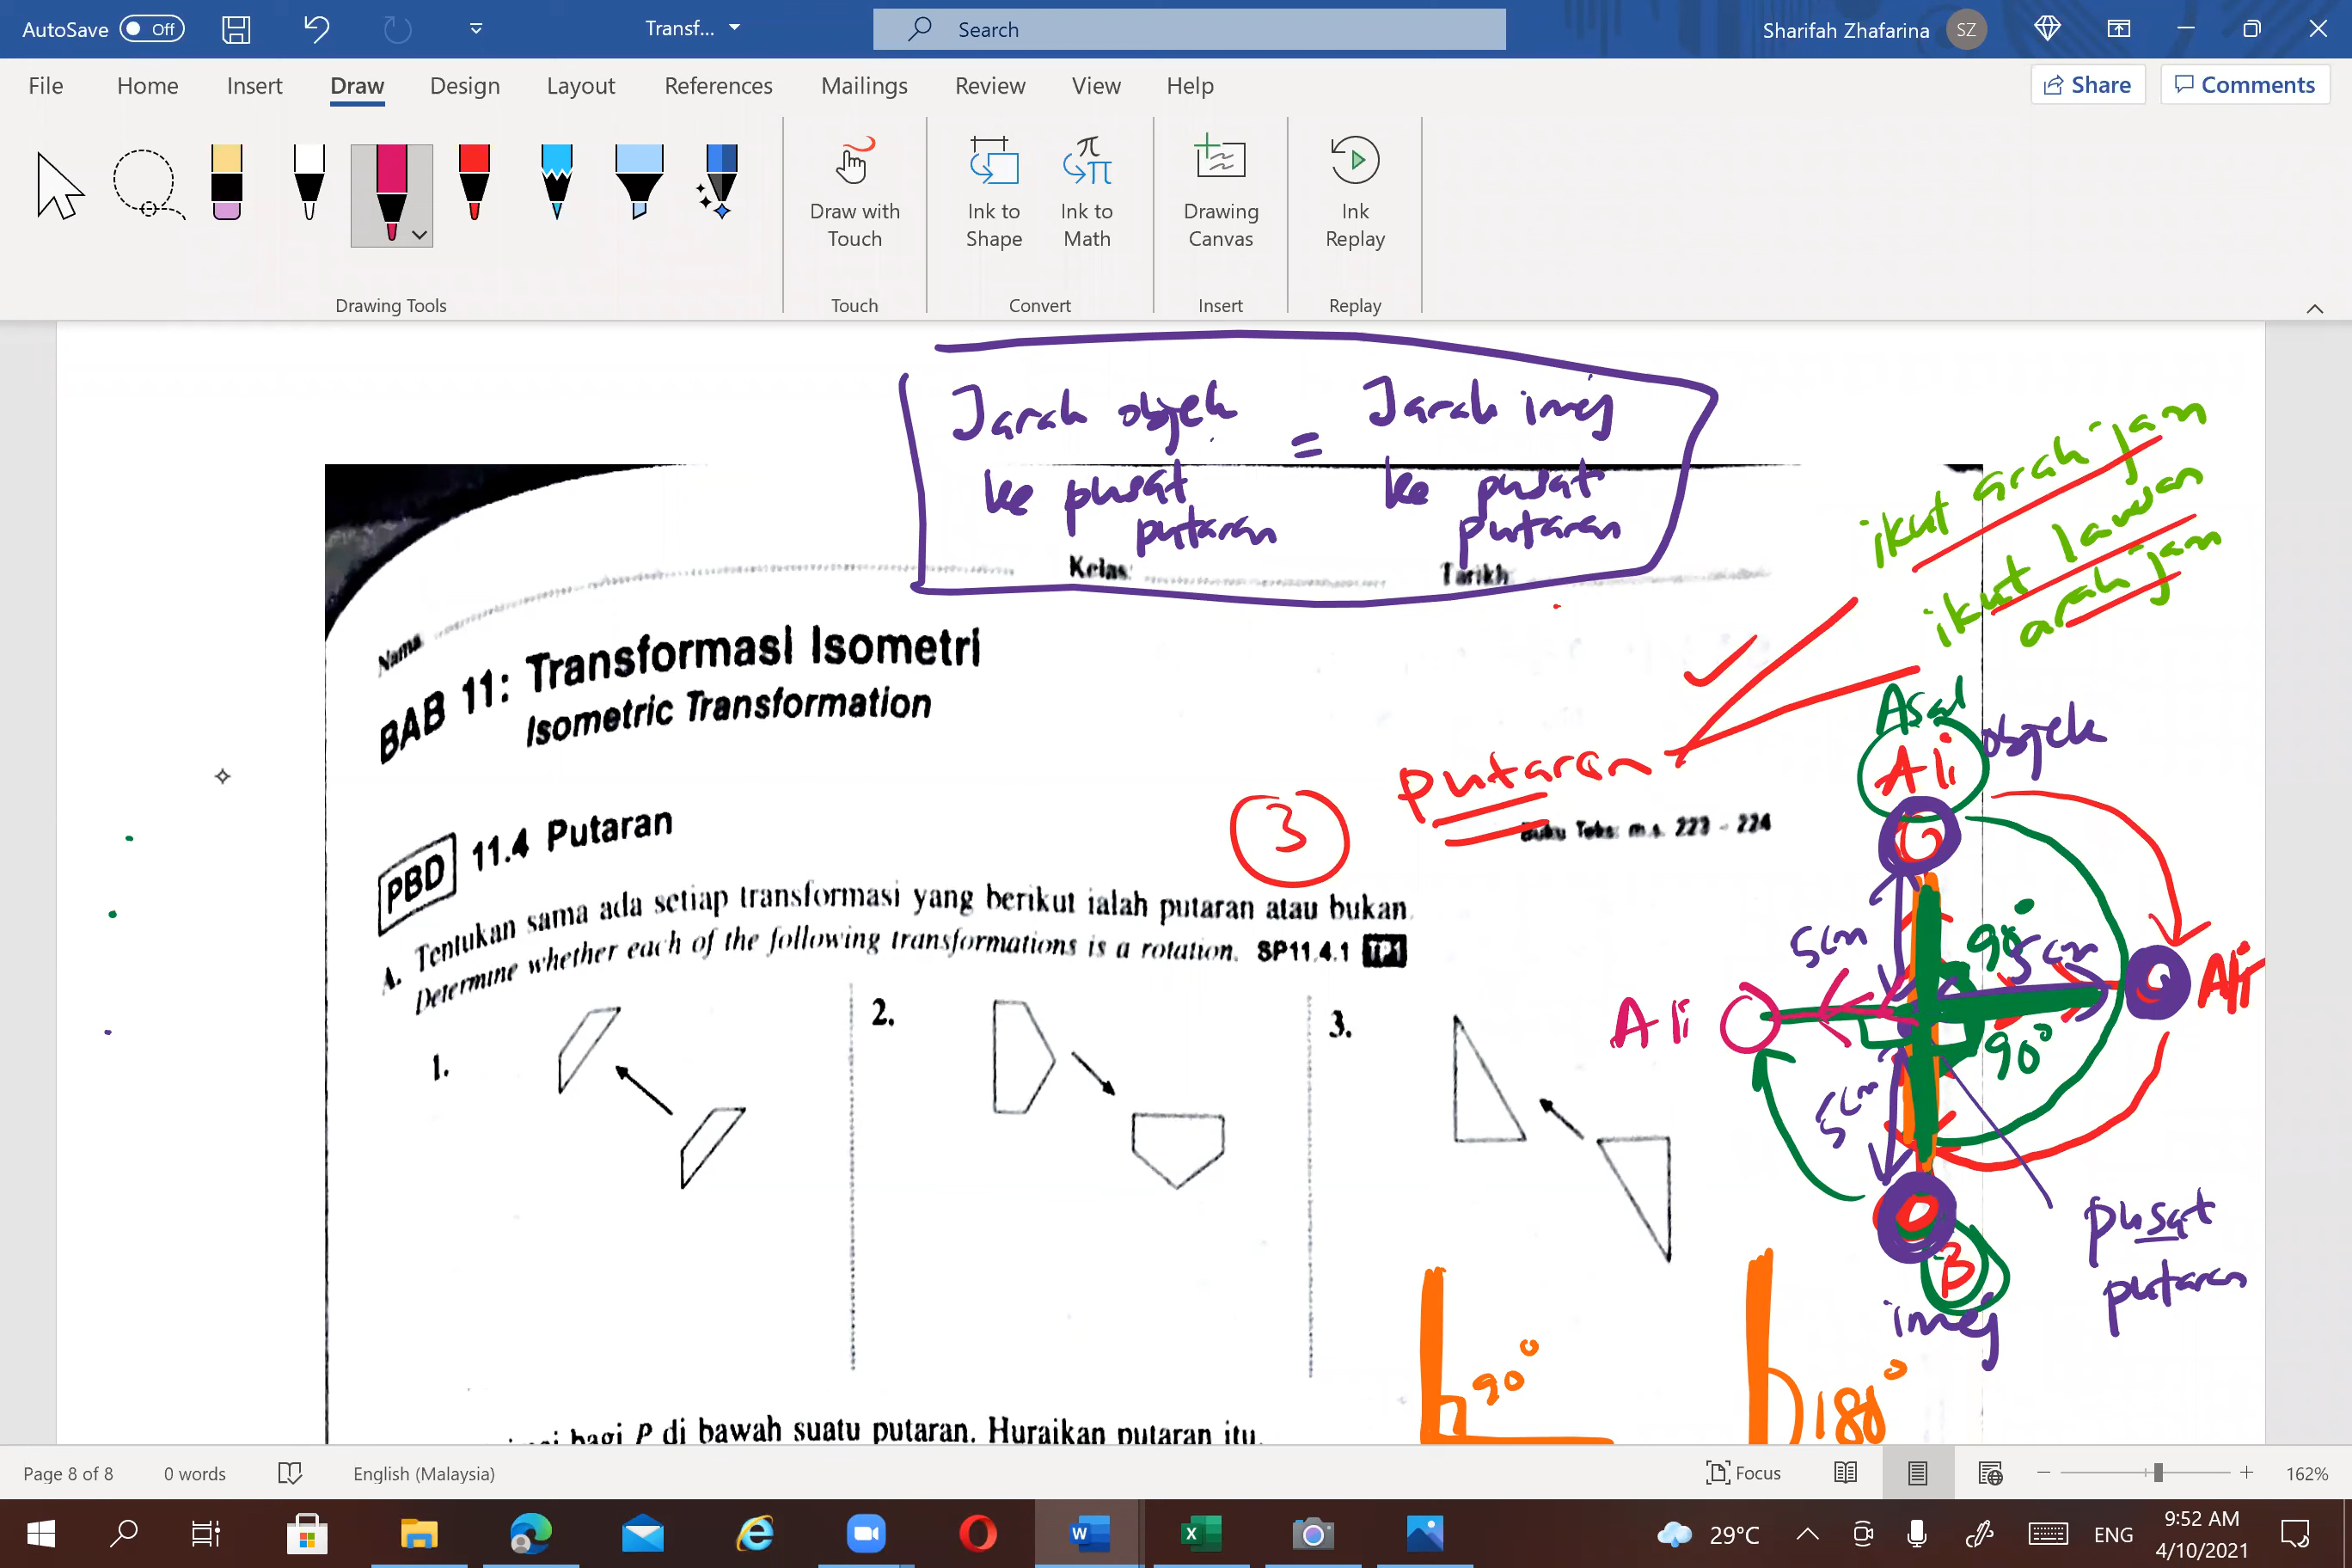 AutoSave Off
Transf...
Search
Sharifah Zhafarina SZ
File Home Insert Draw Design Layout References Mailings Review View Help
Share Comments
Draw with Touch
Ink to Shape
Ink to Math
Drawing Canvas
Ink Replay
Drawing Tools Touch Convert Insert Replay
Jarak objek = Jarak imej
ke pusat ke pusat
putaran putaran
ikut arah jam
ikut lawan
arah jam
Kelas: Tarikh:
Nama
BAB 11: Transformasi Isometri
Isometric Transformation
Asal
Ali objek
putaran
3
Buku Teks: m.s. 223 - 224
PBD 11.4 Putaran
A. Tentukan sama ada setiap transformasi yang berikut ialah putaran atau bukan.
Determine whether each of the following transformations is a rotation. SP11.4.1 TP1
5cm 90° 5cm
Ali Ali
90°
5cm
1. 2. 3.
B
imej
pusat
putaran
90° 180°
bagi P di bawah suatu putaran. Huraikan putaran itu.
Page 8 of 8 0 words English (Malaysia) Focus 162%
29°C ENG 9:52 AM
4/10/2021